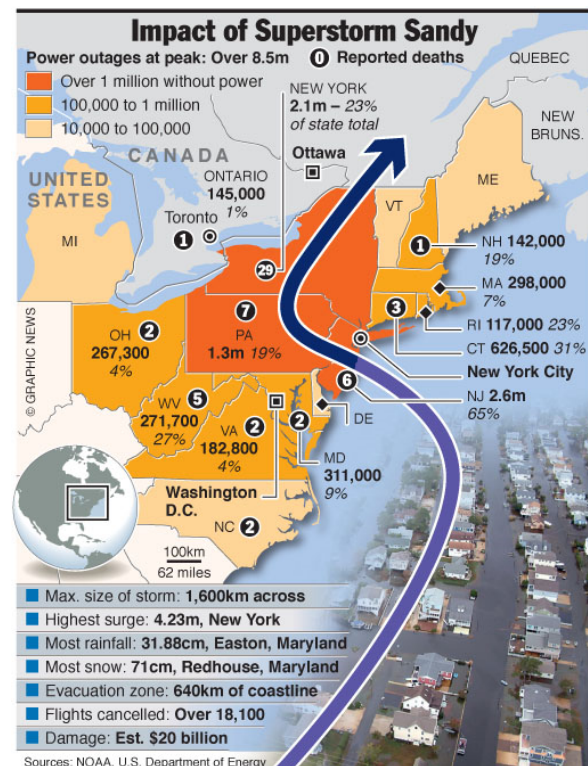 Impact of Superstorm Sandy
Power outages at peak: Over 8.5m
0 Reported deaths
Over 1 million without power
100,000 to 1 million
10,000 to 100,000
QUEBEC
NEW YORK
2.1m – 23%
of state total
NEW
BRUNS.
CANADA
Ottawa
ONTARIO
145,000
1%
UNITED
STATES
Toronto
1
ME
VT
MI
1
NH 142,000
19%
29
MA 298,000
7%
7
3
RI 117,000 23%
OH 2
267,300
4%
PA
1.3m 19%
CT 626,500 31%
New York City
6
NJ 2.6m
65%
WV 5
271,700
27%
DE
VA 2
182,800
4%
2
MD
311,000
9%
Washington
D.C.
NC 2
100km
62 miles
© GRAPHIC NEWS
Max. size of storm: 1,600km across
Highest surge: 4.23m, New York
Most rainfall: 31.88cm, Easton, Maryland
Most snow: 71cm, Redhouse, Maryland
Evacuation zone: 640km of coastline
Flights cancelled: Over 18,100
Damage: Est. $20 billion
Sources: NOAA, U.S. Department of Energy